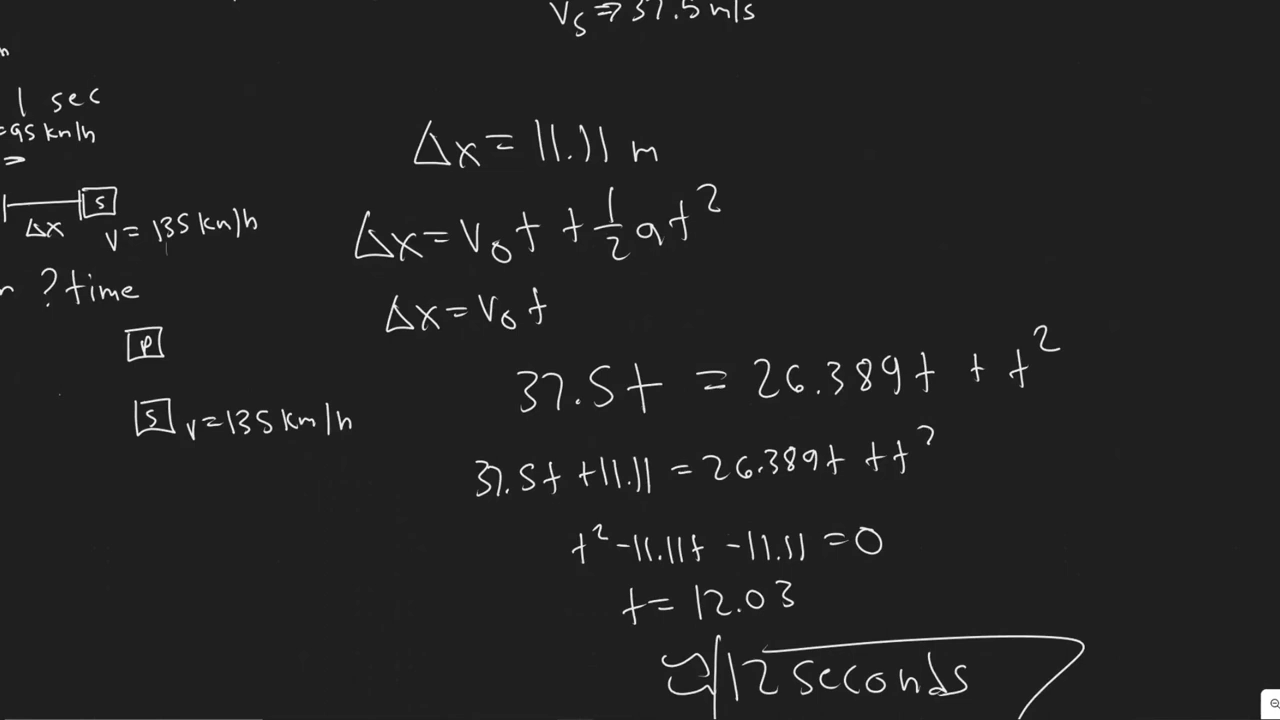 Vs => 37.5 m/s
1 sec
=95 km/h
=
Δx = 11.11 m
S
Δx v = 135 km/h
Δx = v₀t + 1/2 at²
? time
Δx = v₀t
P
37.5t = 26.389t + t²
S v=135 km/h
37.5t + 11.11 = 26.389t + t²
t² - 11.11t - 11.11 = 0
t = 12.03
≈ 12 seconds